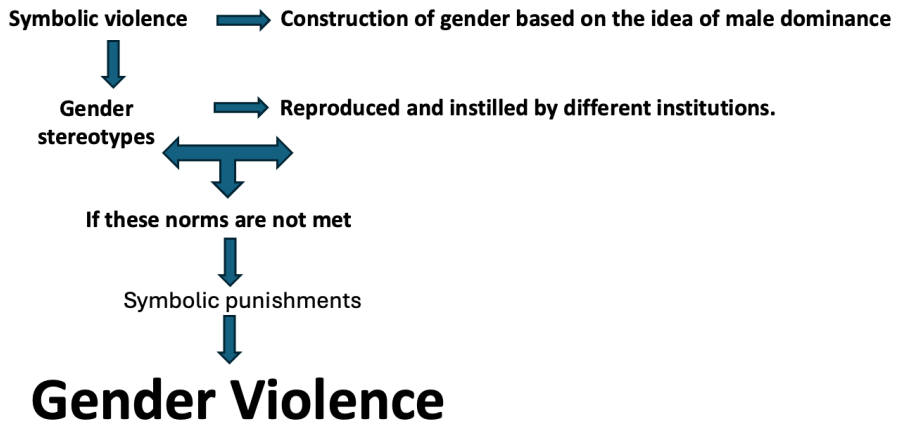 Symbolic violence
Construction of gender based on the idea of male dominance
Gender
stereotypes
Reproduced and instilled by different institutions.
If these norms are not met
Symbolic punishments
Gender Violence